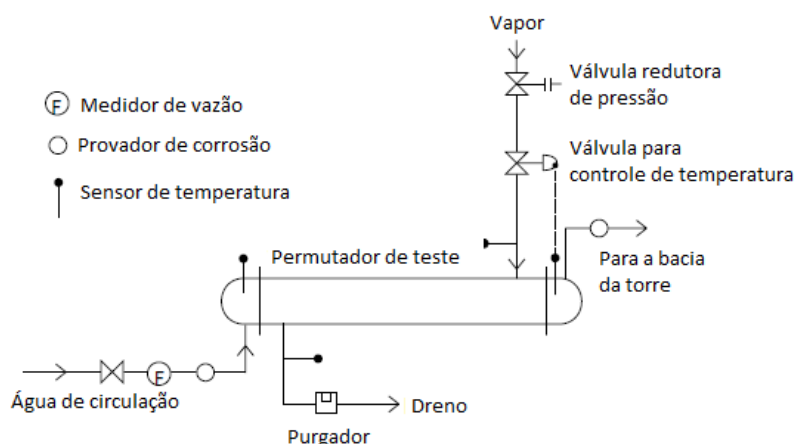 Vapor
Válvula redutora
de pressão
F Medidor de vazão
Provador de corrosão
Válvula para
controle de temperatura
Sensor de temperatura
Permutador de teste
Para a bacia
da torre
F
Água de circulação
Dreno
Purgador